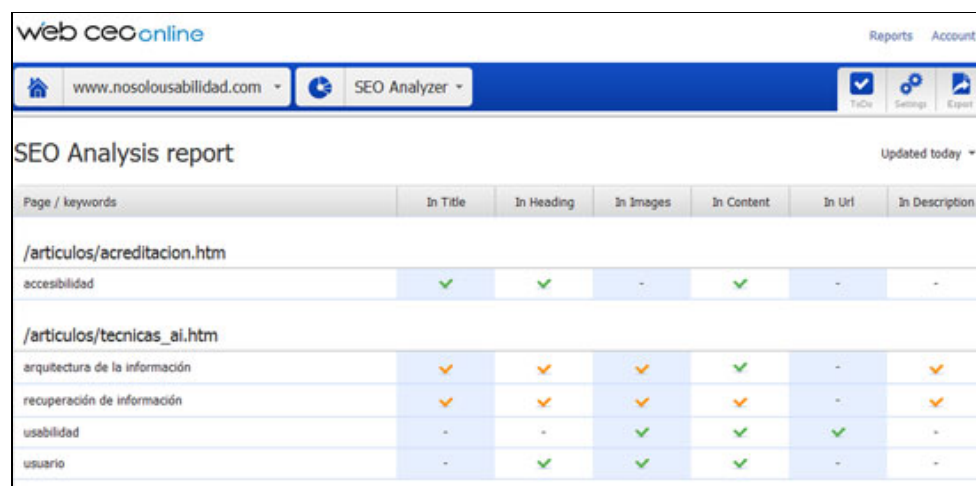 web ceo online
Reports Account
www.nosolousabilidad.com SEO Analyzer ToDo Settings Export
SEO Analysis report
Updated today
Page / keywords In Title In Heading In Images In Content In Url In Description
/articulos/acreditacion.htm
accesibilidad - - -
/articulos/tecnicas_ai.htm
arquitectura de la información -
recuperación de información -
usabilidad - - -
usuario - - -